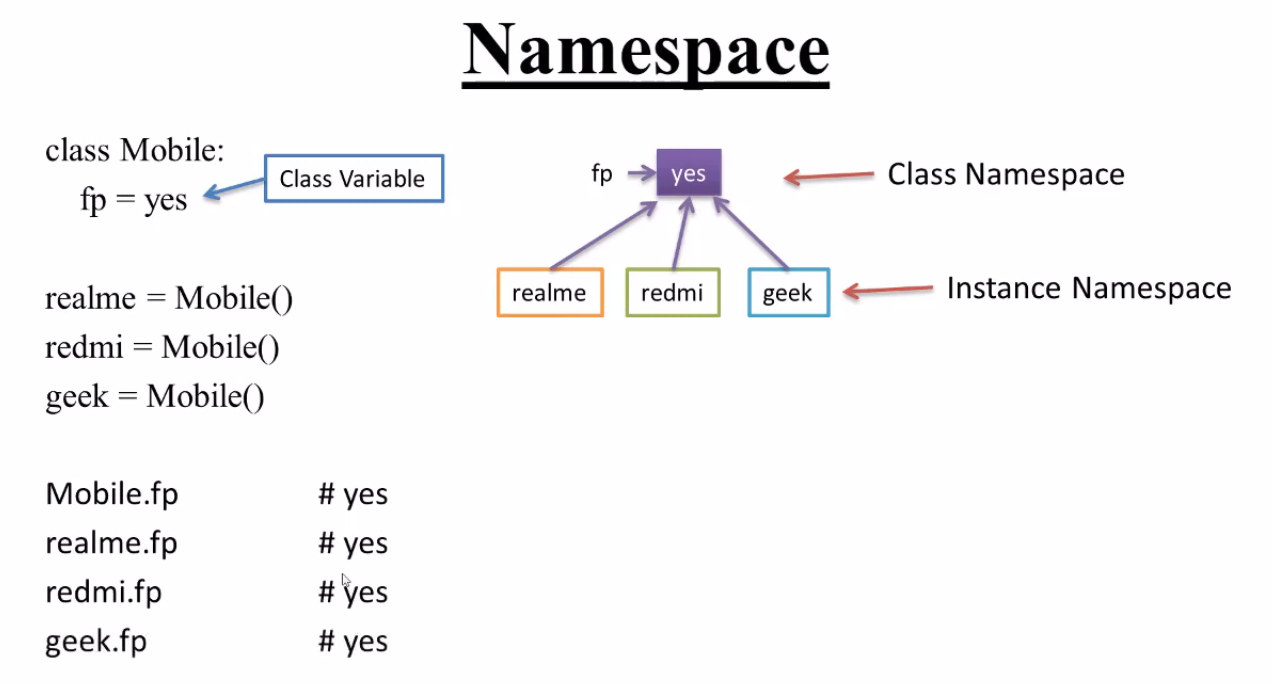 Namespace
class Mobile:
fp = yes
Class Variable
realme = Mobile()
redmi = Mobile()
geek = Mobile()
Mobile.fp # yes
realme.fp # yes
redmi.fp # yes
geek.fp # yes
fp
yes
Class Namespace
realme
redmi
geek
Instance Namespace